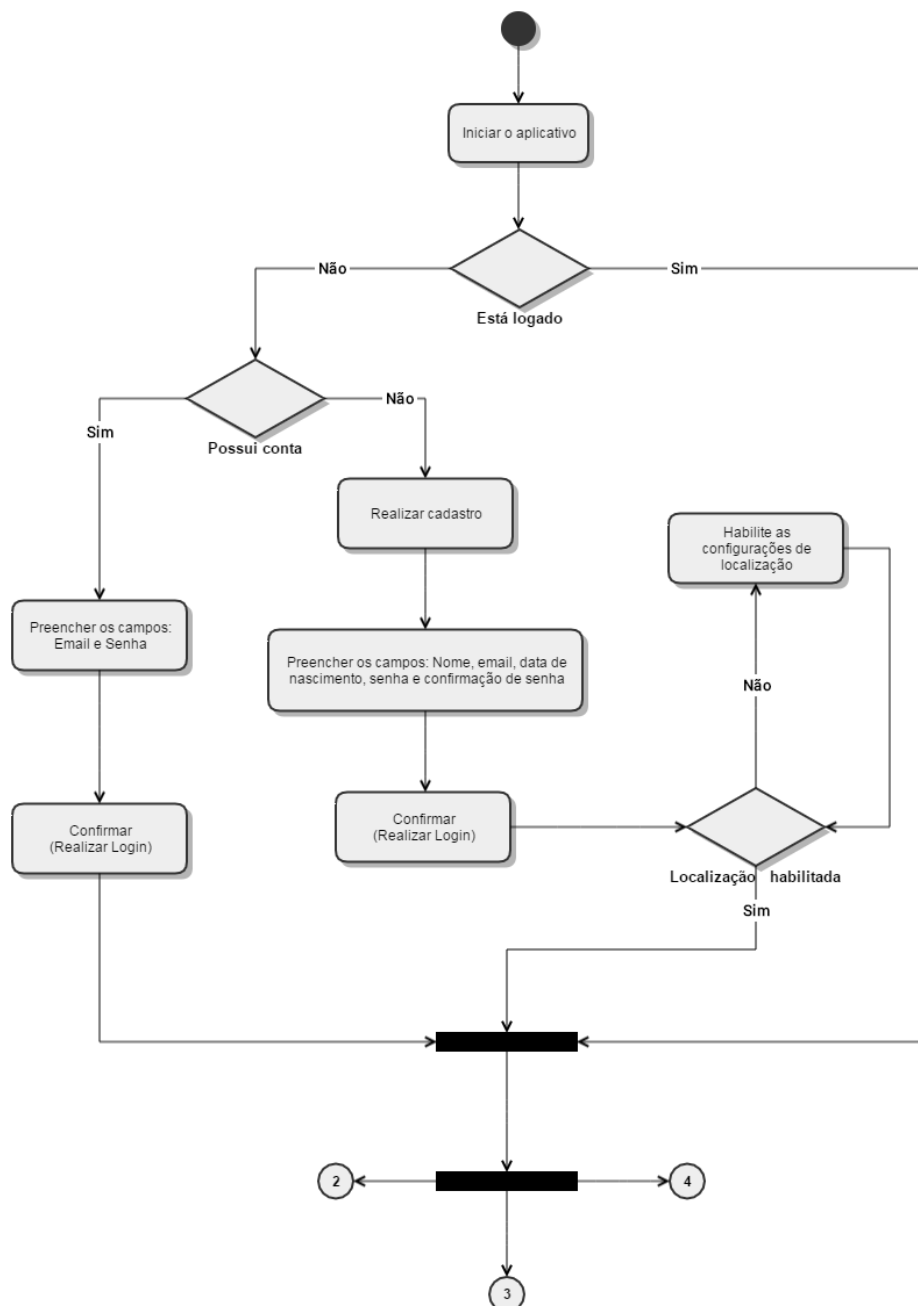 Iniciar o aplicativo
Não
Sim
Está logado
Não
Sim
Possui conta
Realizar cadastro
Habilite as
configurações de
localização
Preencher os campos:
Email e Senha
Preencher os campos: Nome, email, data de
nascimento, senha e confirmação de senha
Não
Confirmar
(Realizar Login)
Confirmar
(Realizar Login)
Localização habilitada
Sim
2
4
3